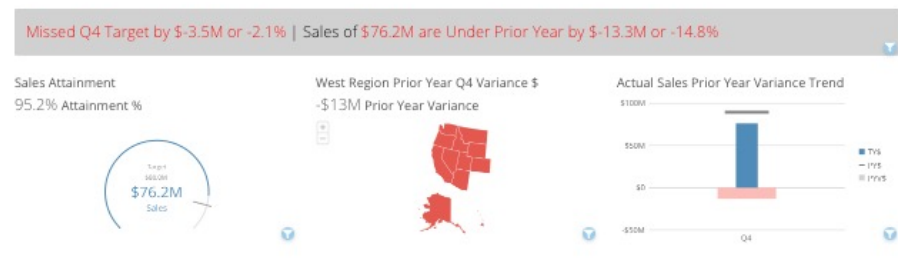 Missed Q4 Target by $-3.5M or -2.1% | Sales of $76.2M are Under Prior Year by $-13.3M or -14.8%
Sales Attainment
95.2% Attainment %
Target
$76.2M
Sales
West Region Prior Year Q4 Variance $
-$13M Prior Year Variance
+
−
Actual Sales Prior Year Variance Trend
$100M
$50M
$0
-$50M
Q4
TY$